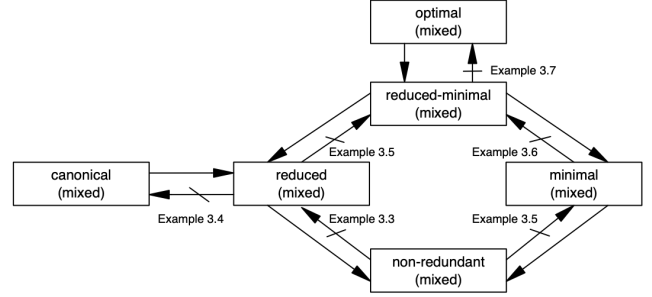 optimal
(mixed)
Example 3.7
reduced-minimal
(mixed)
Example 3.5
Example 3.6
canonical
(mixed)
reduced
(mixed)
minimal
(mixed)
Example 3.4
Example 3.3
Example 3.5
non-redundant
(mixed)